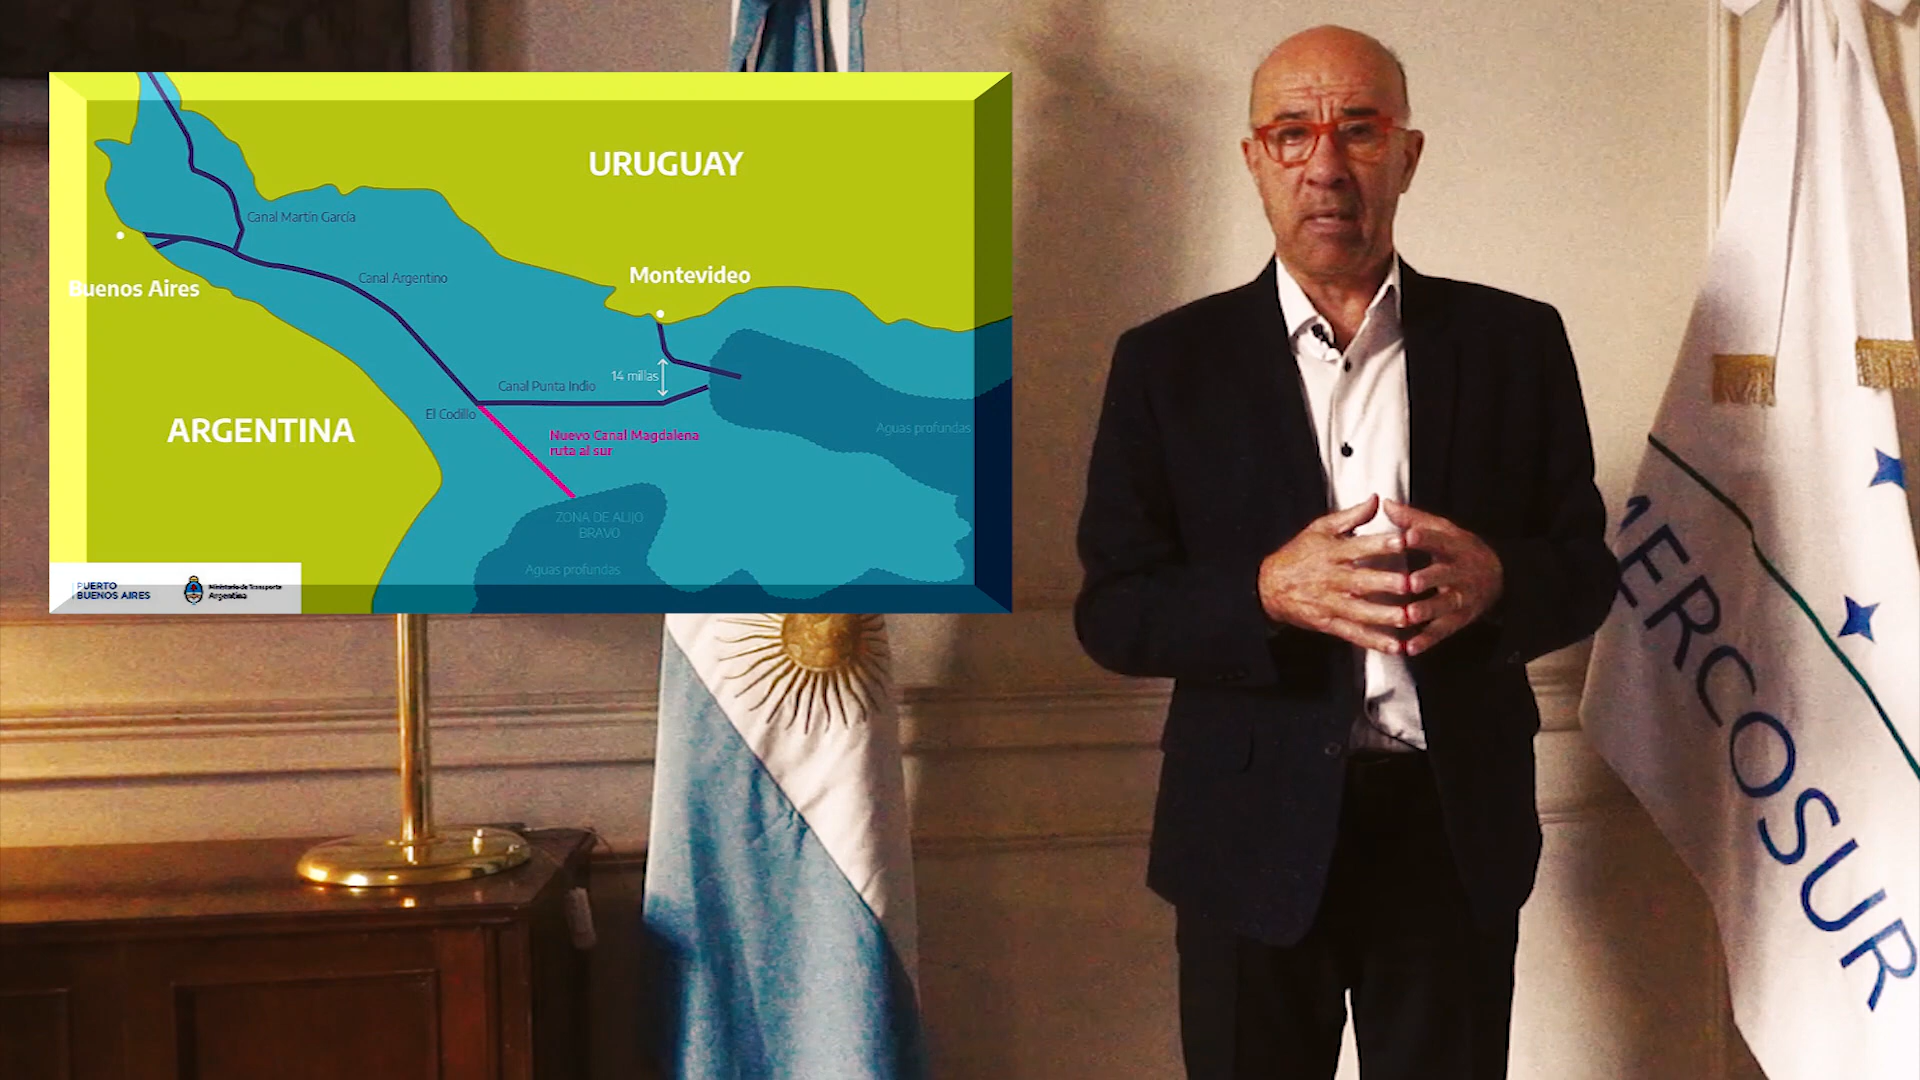 URUGUAY
Canal Martín García
Canal Argentino
Buenos Aires
Montevideo
14 millas
Canal Punta Indio
El Codillo
ARGENTINA
Nuevo Canal Magdalena
ruta al sur
Aguas profundas
ZONA DE ALIJO
BRAVO
Aguas profundas
PUERTO
BUENOS AIRES
Ministerio de Transporte
Argentina
MERCOSUR